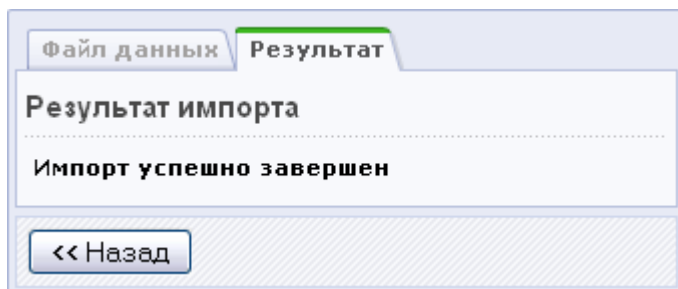 Файл данных Результат
Результат импорта
Импорт успешно завершен
<< Назад